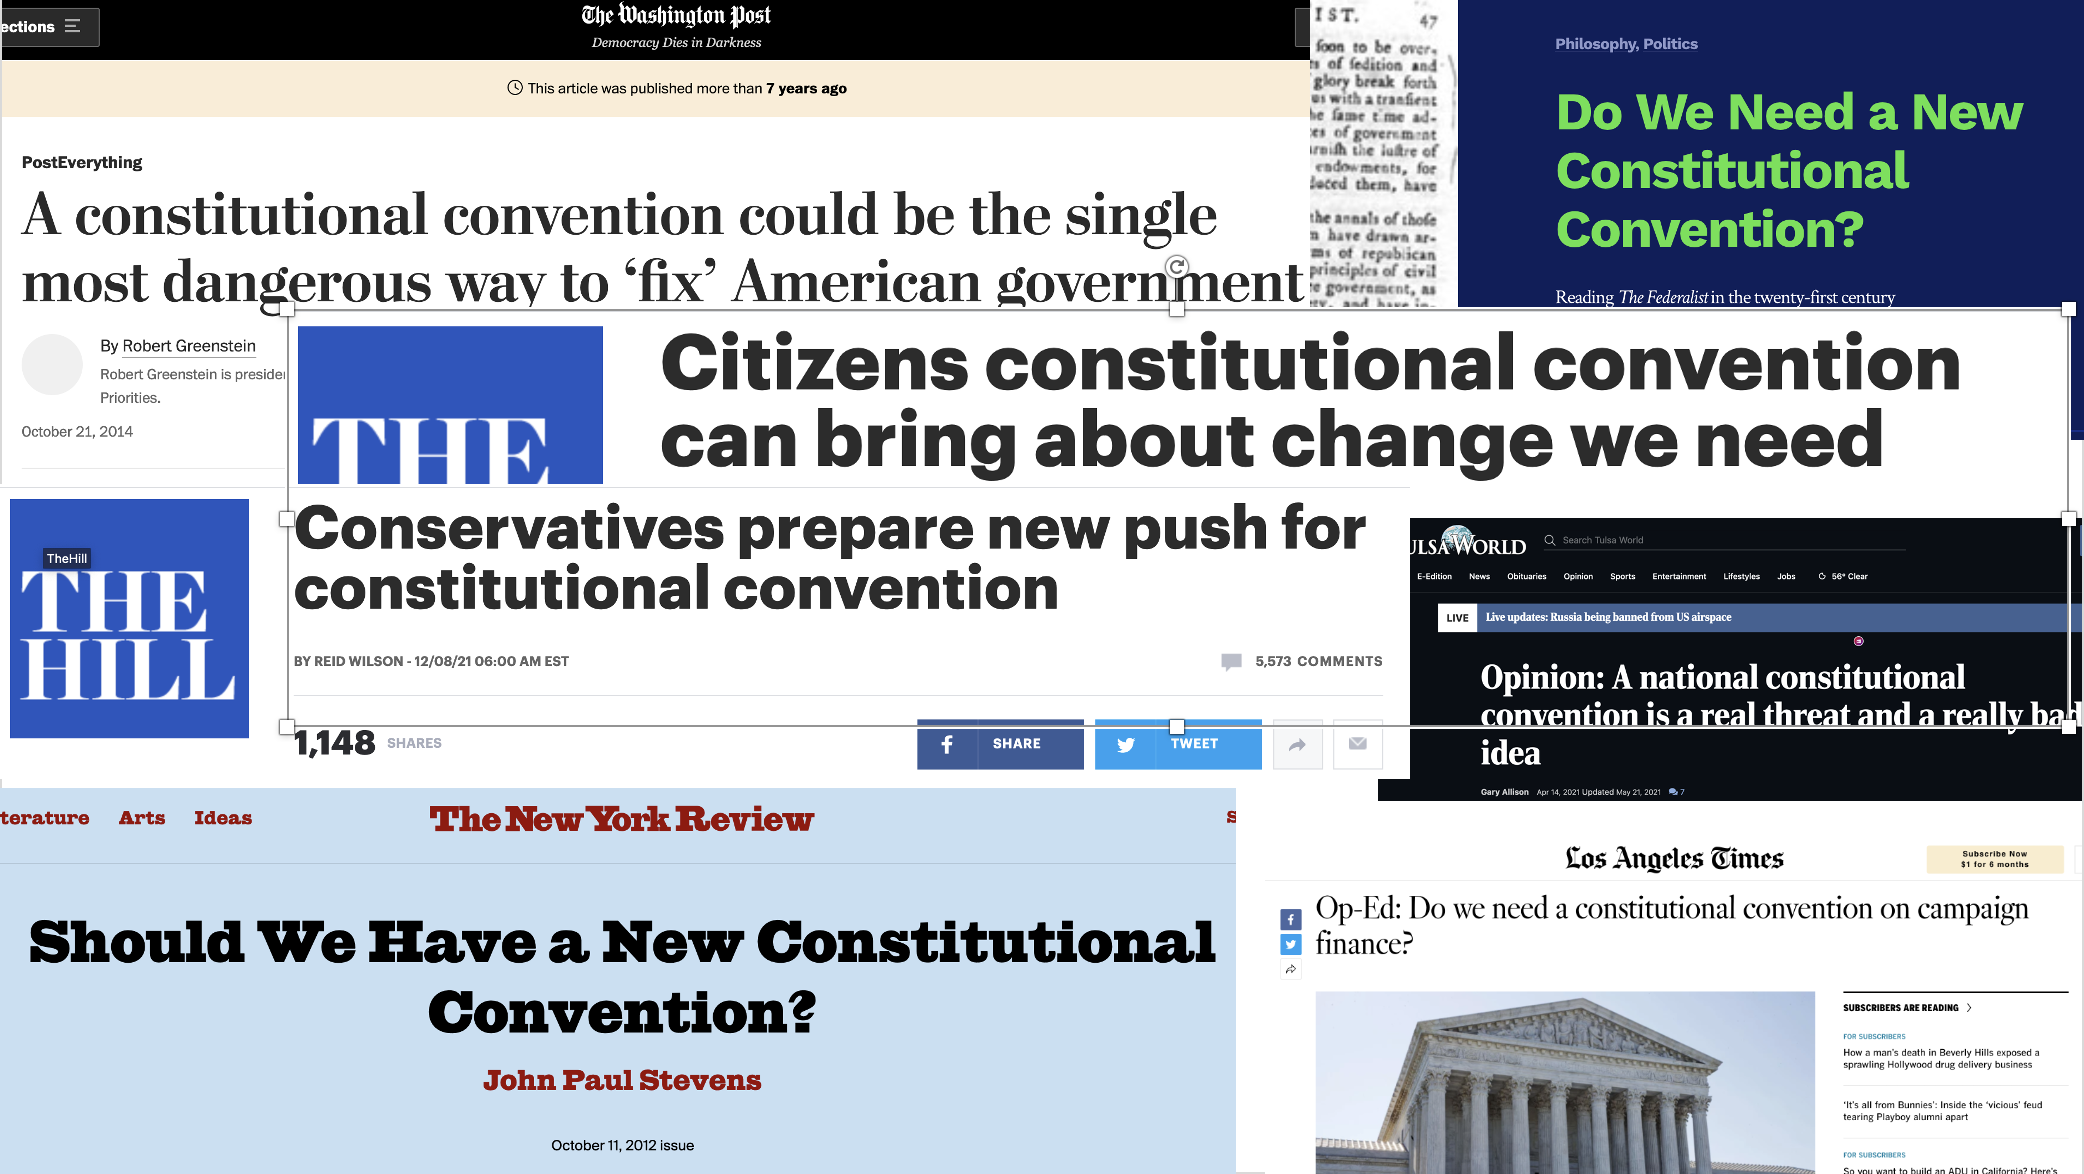 ections
The Washington Post
Democracy Dies in Darkness
This article was published more than 7 years ago
PostEverything
A constitutional convention could be the single
most dangerous way to ‘fix’ American government
By Robert Greenstein
Robert Greenstein is presiden
Priorities.
October 21, 2014
IST. 47
ſoon to be over-
s of ſedition and
glory break forth
us with a tranſient
he ſame time ad-
es of government
rniſh the luſtre of
endowments, for
duced them, have
the annals of thoſe
n have drawn ar-
ms of republican
principles of civil
e government, as
ty, and have in-
Philosophy, Politics
Do We Need a New
Constitutional
Convention?
Reading The Federalist in the twenty-first century
THE
Citizens constitutional convention
can bring about change we need
TheHill
THE
HILL
Conservatives prepare new push for
constitutional convention
BY REID WILSON - 12/08/21 06:00 AM EST
5,573 COMMENTS
1,148 SHARES
SHARE
TWEET
ULSA WORLD
Search Tulsa World
E-Edition News Obituaries Opinion Sports Entertainment Lifestyles Jobs 56° Clear
LIVE Live updates: Russia being banned from US airspace
Opinion: A national constitutional
convention is a real threat and a really bad
idea
Gary Allison Apr 14, 2021 Updated May 21, 2021 7
terature Arts Ideas
The New York Review
S
Should We Have a New Constitutional
Convention?
John Paul Stevens
October 11, 2012 issue
Los Angeles Times
Subscribe Now
$1 for 6 months
Op-Ed: Do we need a constitutional convention on campaign
finance?
SUBSCRIBERS ARE READING
FOR SUBSCRIBERS
How a man's death in Beverly Hills exposed a
sprawling Hollywood drug delivery business
‘It's all from Bunnies’: Inside the ‘vicious’ feud
tearing Playboy alumni apart
FOR SUBSCRIBERS
So you want to build an ADU in California? Here's